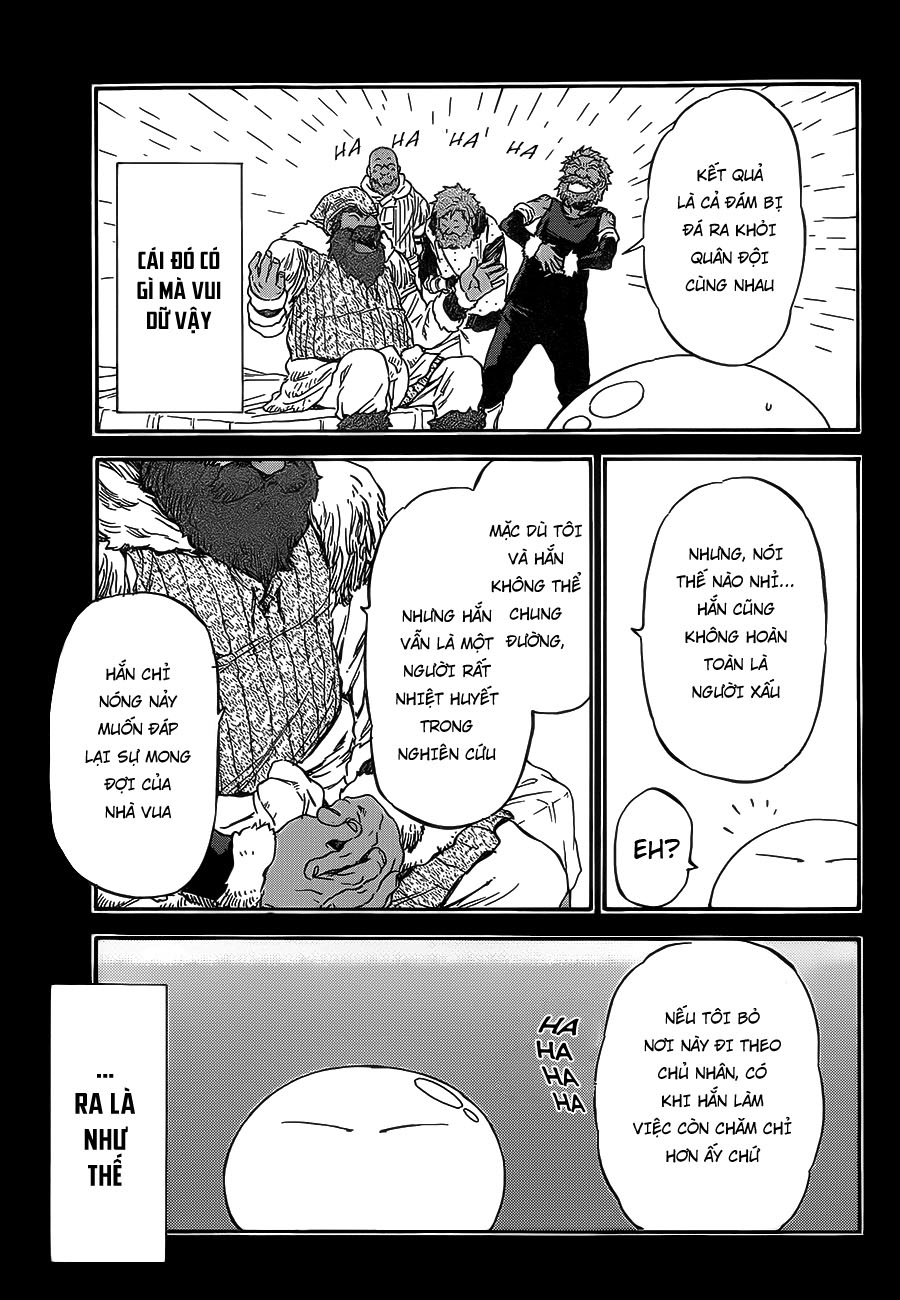 KẾT QUẢ
LÀ CẢ ĐÁM BỊ
ĐÁ RA KHỎI
QUÂN ĐỘI
CÙNG NHAU
HA HA HA HA
CÁI ĐÓ CÓ
GÌ MÀ VUI
DỮ VẬY
NHƯNG, NÓI
THẾ NÀO NHỈ...
HẮN CŨNG
KHÔNG HOÀN
TOÀN LÀ
NGƯỜI XẤU
EH?
MẶC DÙ TÔI
VÀ HẮN
KHÔNG THỂ
CHUNG
ĐƯỜNG,
NHƯNG HẮN
VẪN LÀ MỘT
NGƯỜI RẤT
NHIỆT HUYẾT
TRONG
NGHIÊN CỨU
HẮN CHỈ
NÓNG NẢY
MUỐN ĐÁP
LẠI SỰ MONG
ĐỢI CỦA
NHÀ VUA
NẾU TÔI BỎ
NƠI NÀY ĐI THEO
CHỦ NHÂN, CÓ
KHI HẮN LÀM
VIỆC CÒN CHĂM CHỈ
HƠN ẤY CHỨ
HA
HA
HA
HA
...
RA LÀ
NHƯ
THẾ